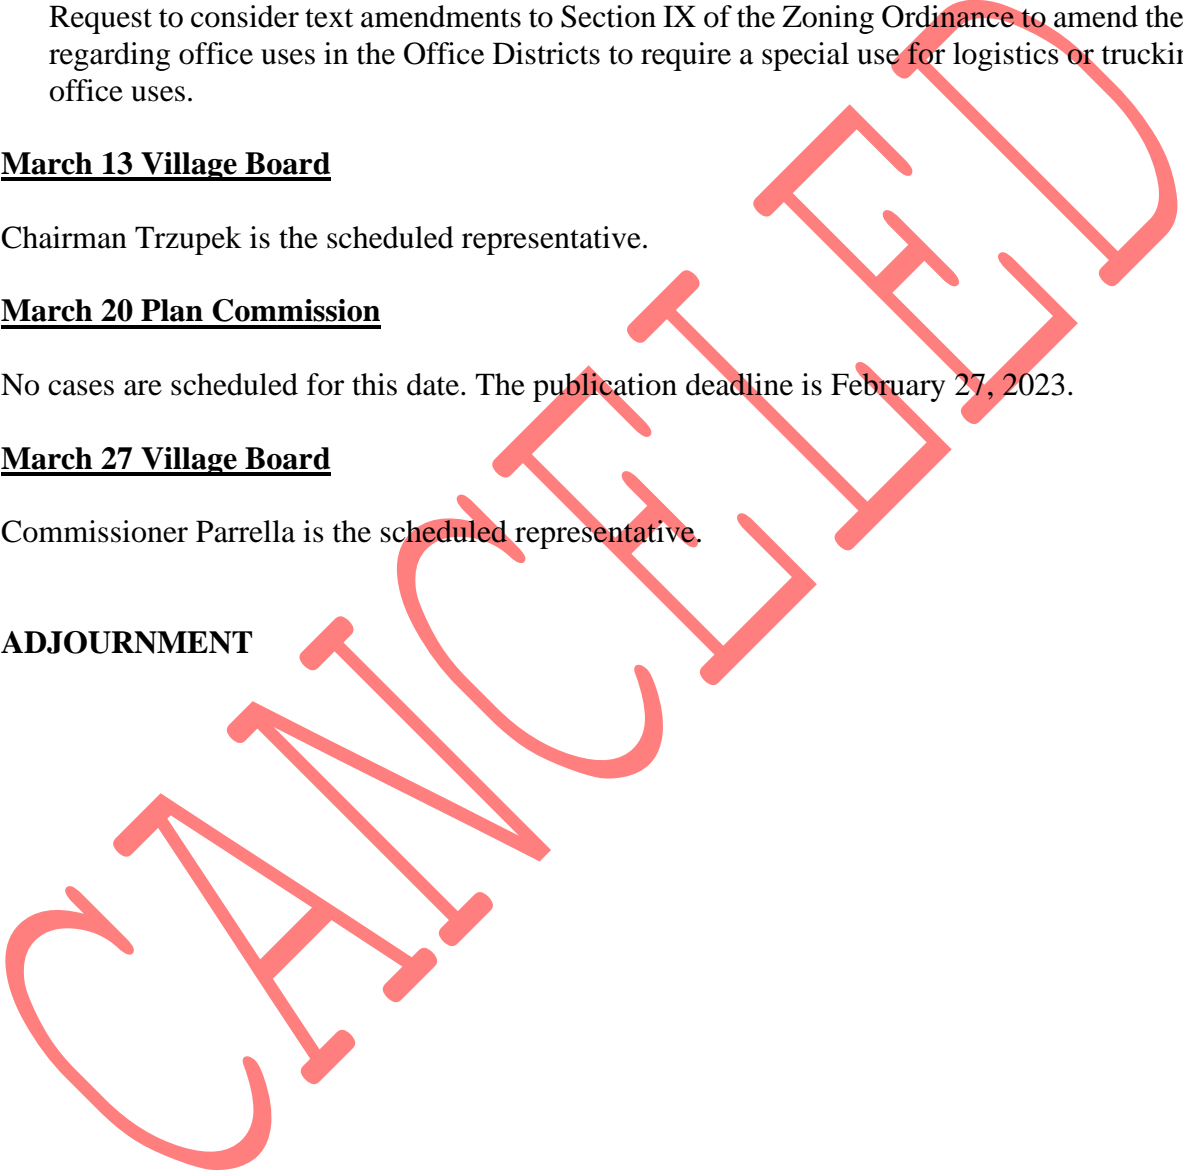 Request to consider text amendments to Section IX of the Zoning Ordinance to amend the
regarding office uses in the Office Districts to require a special use for logistics or
office uses.
March 13 Village Board
Chairman Trzupek is the scheduled representative.
March 20 Plan Commission
No cases are scheduled for this date. The publication deadline is February 27, 2023.
March 27 Village Board
Commissioner Parrella is the scheduled representative.
ADJOURNMENT
CANCELED